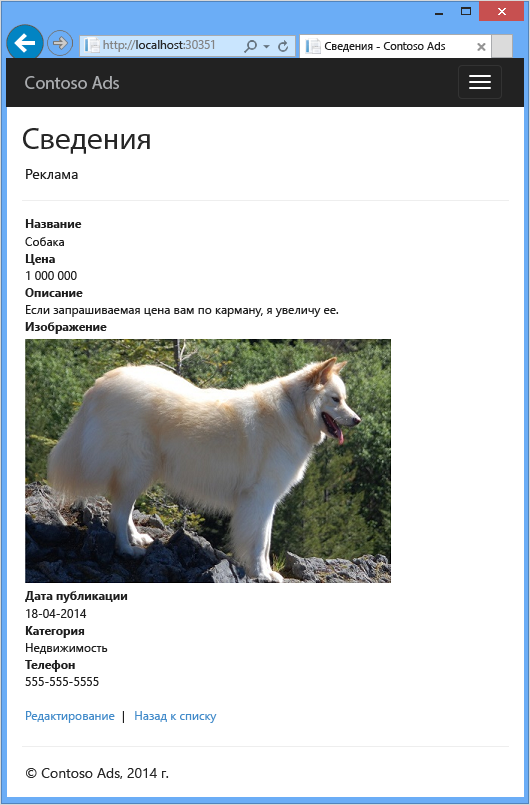 http://localhost:30351
Сведения - Contoso Ads
Contoso Ads
Сведения
Реклама
Название
Собака
Цена
1 000 000
Описание
Если запрашиваемая цена вам по карману, я увеличу ее.
Изображение
Дата публикации
18-04-2014
Категория
Недвижимость
Телефон
555-555-5555
Редактирование | Назад к списку
© Contoso Ads, 2014 г.